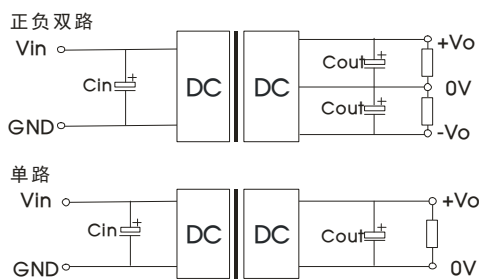 正负双路
Vin
+
Cin
GND
DC
DC
+
Cout
+
Cout
+Vo
0V
-Vo
单路
Vin
+
Cin
GND
DC
DC
+
Cout
+Vo
0V